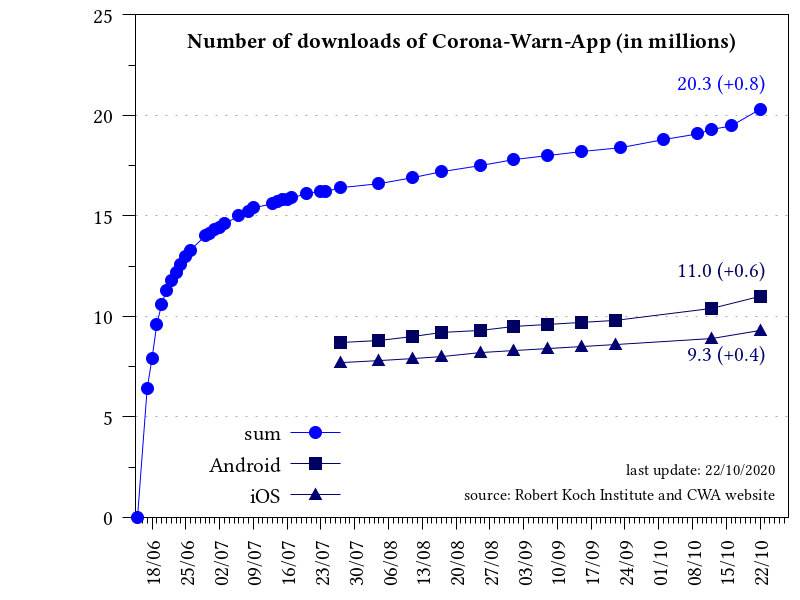 Number of downloads of Corona-Warn-App (in millions)
25
20
15
10
5
0
20.3 (+0.8)
11.0 (+0.6)
9.3 (+0.4)
sum
Android
iOS
last update: 22/10/2020
source: Robert Koch Institute and CWA website
18/06 25/06 02/07 09/07 16/07 23/07 30/07 06/08 13/08 20/08 27/08 03/09 10/09 17/09 24/09 01/10 08/10 15/10 22/10